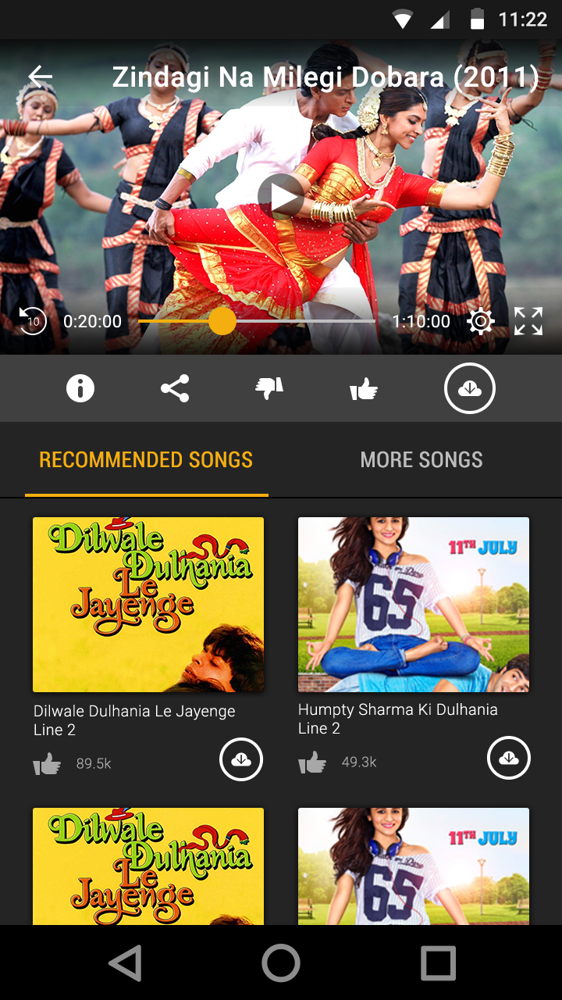 11:22
Zindagi Na Milegi Dobara (2011)
10
0:20:00
1:10:00
RECOMMENDED SONGS
MORE SONGS
Dilwale
Dulhania
Le
Jayenge
11TH JULY
65
Dilwale Dulhania Le Jayenge
Line 2
89.5k
Humpty Sharma Ki Dulhania
Line 2
49.3k
Dilwale
Dulhania
Le
Jayenge
11TH JULY
65